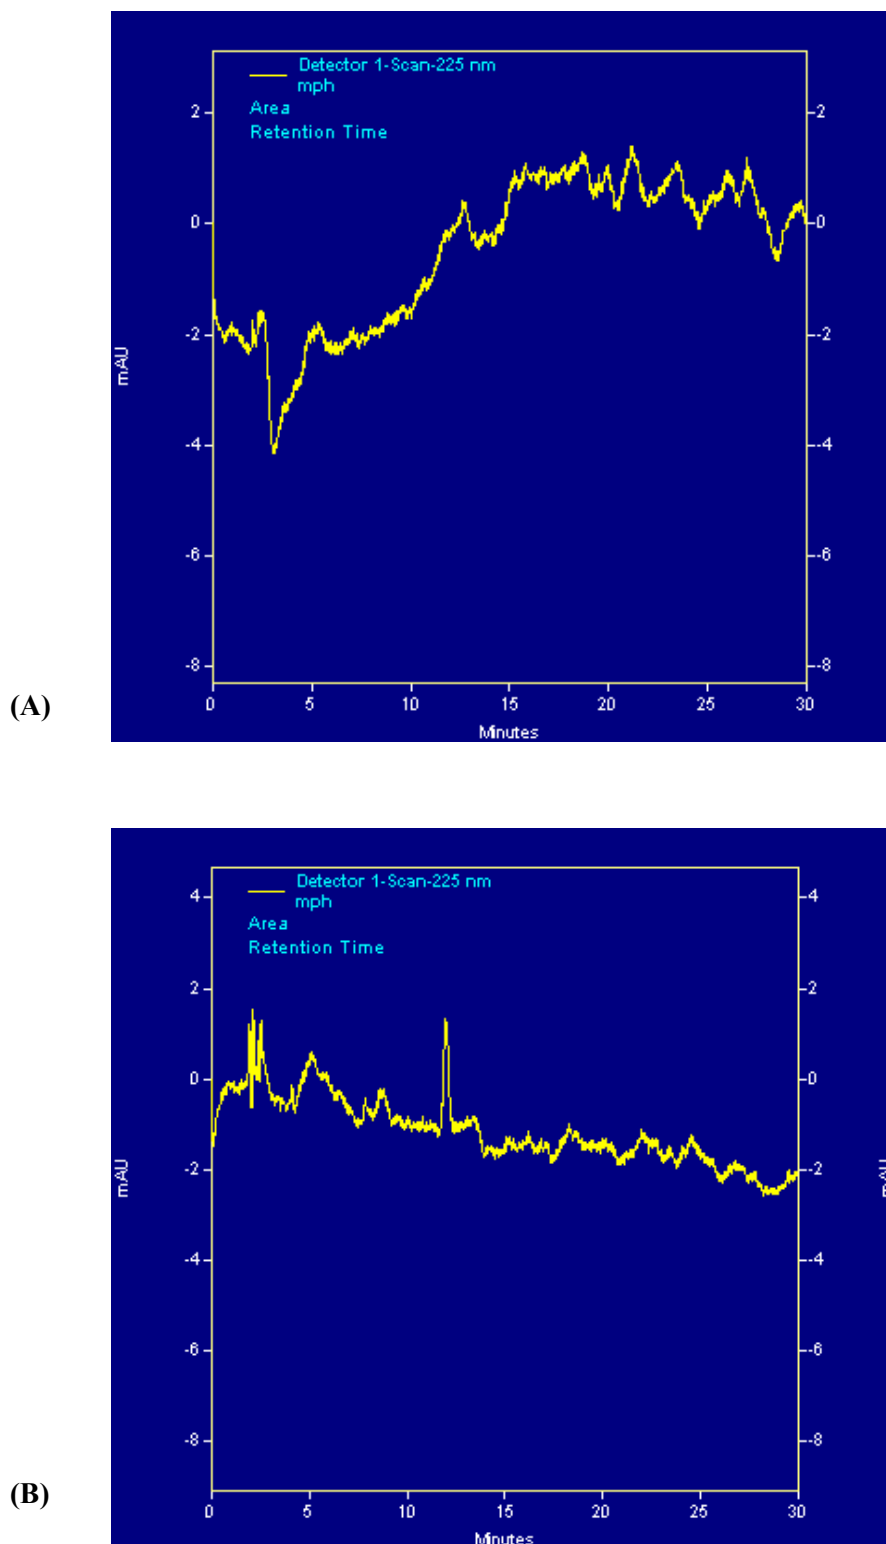 Detector 1-Scan-225 nm
mph
Area
Retention Time
2 2
0 0
-2 -2
mAU
-4 -4
-6 -6
-8 -8
(A)
0 5 10 15 20 25 30
Minutes
Detector 1-Scan-225 nm
mph
4 4
Area
Retention Time
2 2
0 0
-2 -2
mAU mAU
-4 -4
-6 -6
-8 -8
(B)
0 5 10 15 20 25 30
Minutes